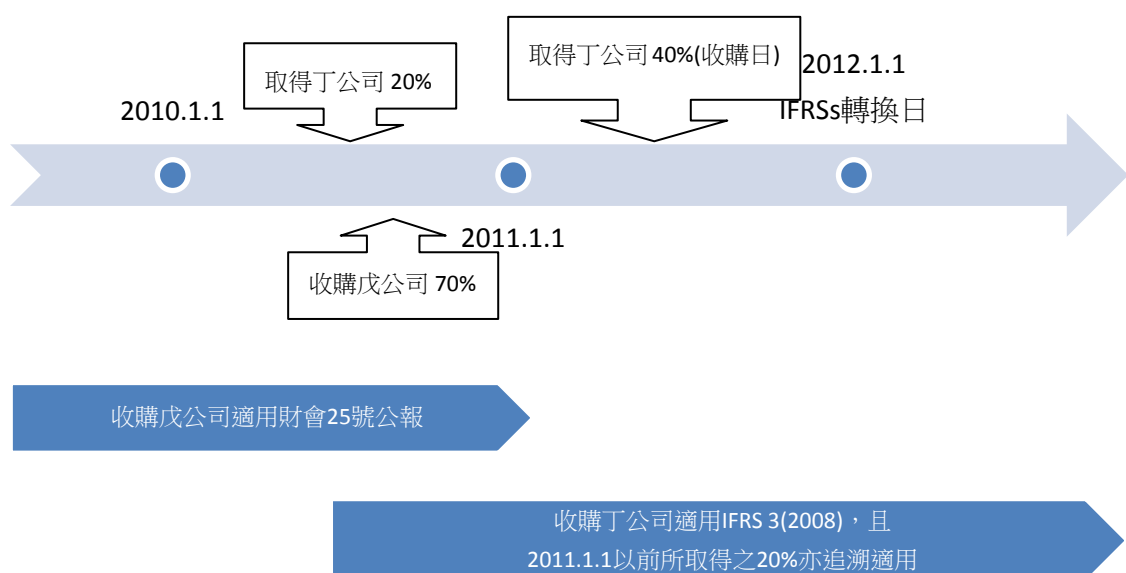 取得丁公司 20%
取得丁公司 40%(收購日)
2010.1.1
2012.1.1
IFRSs轉換日
2011.1.1
收購戊公司 70%
收購戊公司適用財會25號公報
收購丁公司適用IFRS 3(2008)，且
2011.1.1以前所取得之20%亦追溯適用